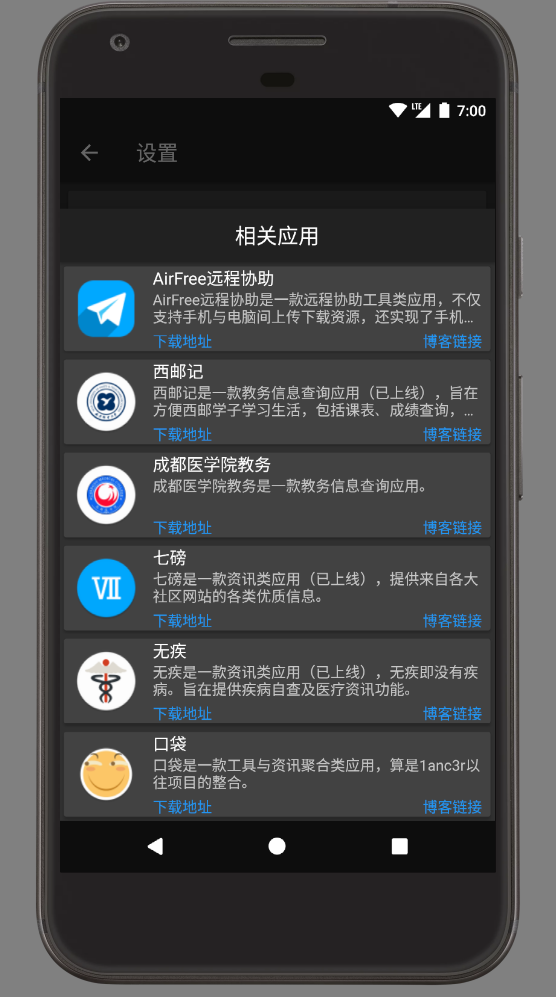 LTE 7:00
设置
相关应用
AirFree远程协助
AirFree远程协助是一款远程协助工具类应用，不仅
支持手机与电脑间上传下载资源，还实现了手机...
下载地址 博客链接
西邮记
西邮记是一款教务信息查询应用（已上线），旨在
方便西邮学子学习生活，包括课表、成绩查询，...
下载地址 博客链接
成都医学院教务
成都医学院教务是一款教务信息查询应用。
下载地址 博客链接
VII
七磅
七磅是一款资讯类应用（已上线），提供来自各大
社区网站的各类优质信息。
下载地址 博客链接
无疾
无疾是一款资讯类应用（已上线），无疾即没有疾
病。旨在提供疾病自查及医疗资讯功能。
下载地址 博客链接
口袋
口袋是一款工具与资讯聚合类应用，算是1anc3r以
往项目的整合。
下载地址 博客链接